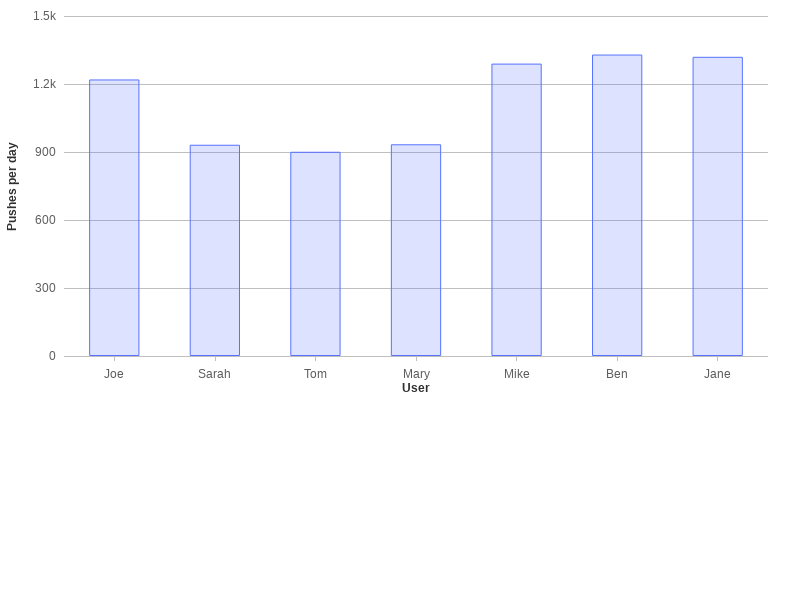 1.5k
1.2k
900
600
300
0
Pushes per day
Joe Sarah Tom Mary Mike Ben Jane
User